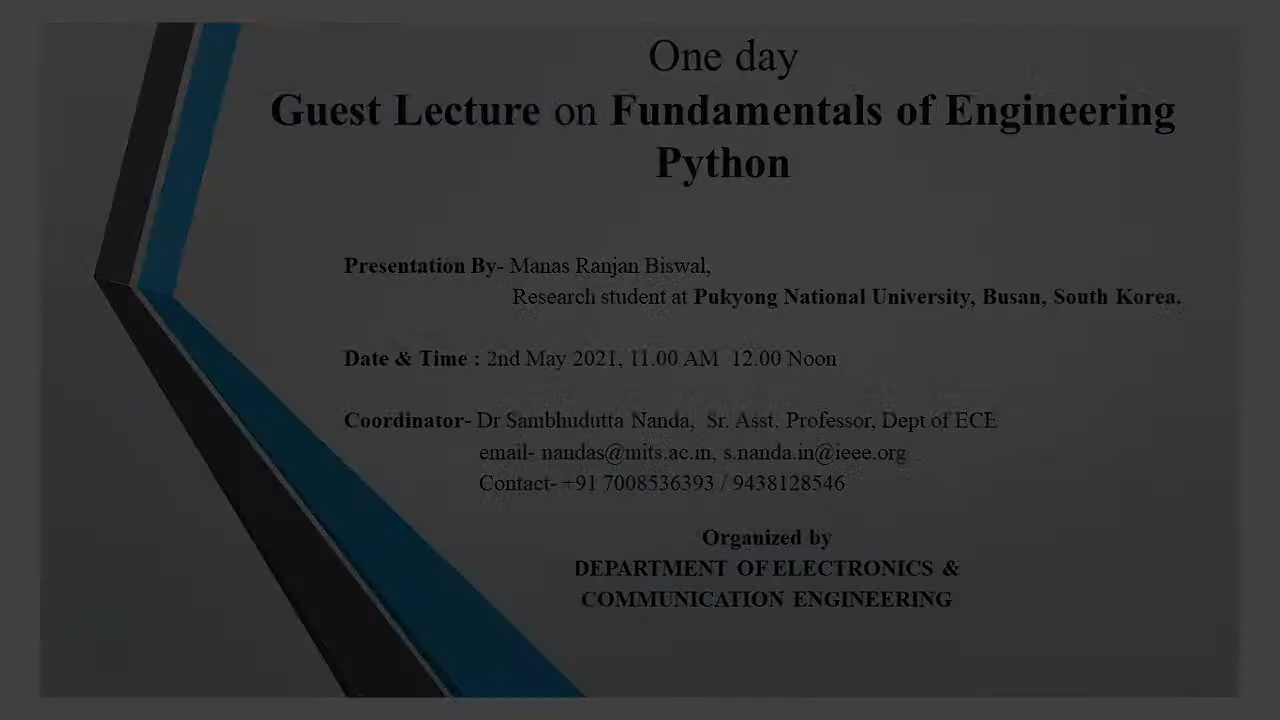 One day
Guest Lecture on Fundamentals of Engineering
Python
Presentation By- Manas Ranjan Biswal,
Research student at Pukyong National University, Busan, South Korea.
Date & Time : 2nd May 2021, 11.00 AM 12.00 Noon
Coordinator- Dr Sambhudutta Nanda, Sr. Asst. Professor, Dept of ECE
email- nandas@mits.ac.in, s.nanda.in@ieee.org
Contact- +91 7008536393 / 9438128546
Organized by
DEPARTMENT OF ELECTRONICS &
COMMUNICATION ENGINEERING